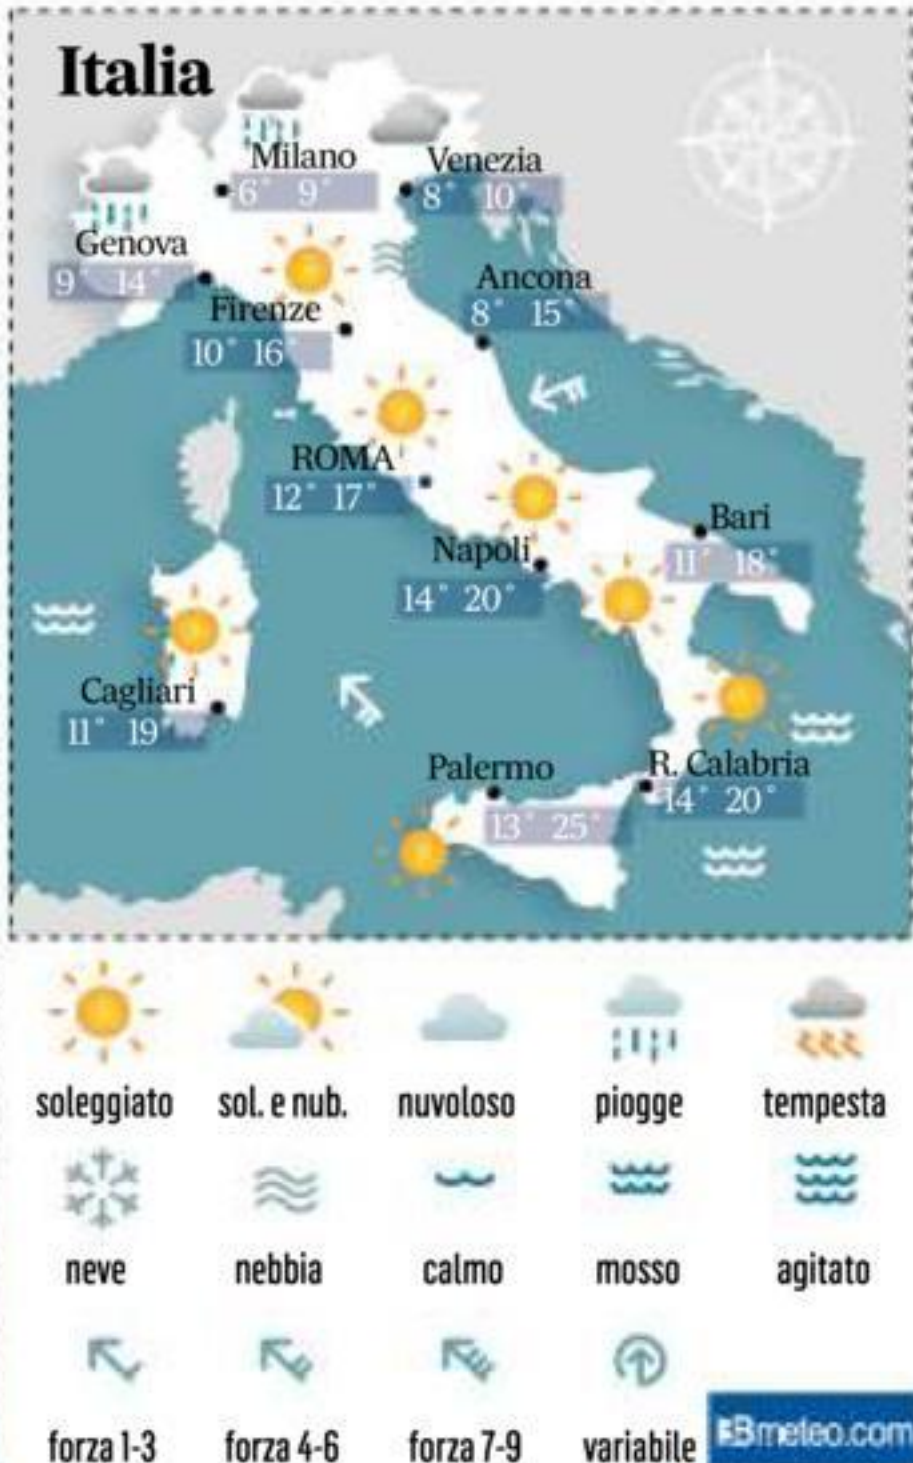 Italia
Milano
6° 9°
Venezia
8° 10°
Genova
9° 14°
Ancona
8° 15°
Firenze
10° 16°
ROMA
12° 17°
Bari
11° 18°
Napoli
14° 20°
Cagliari
11° 19°
Palermo
13° 25°
R. Calabria
14° 20°
soleggiato sol. e nub. nuvoloso piogge tempesta
neve nebbia calmo mosso agitato
forza 1-3 forza 4-6 forza 7-9 variabile
3Bmeteo.com